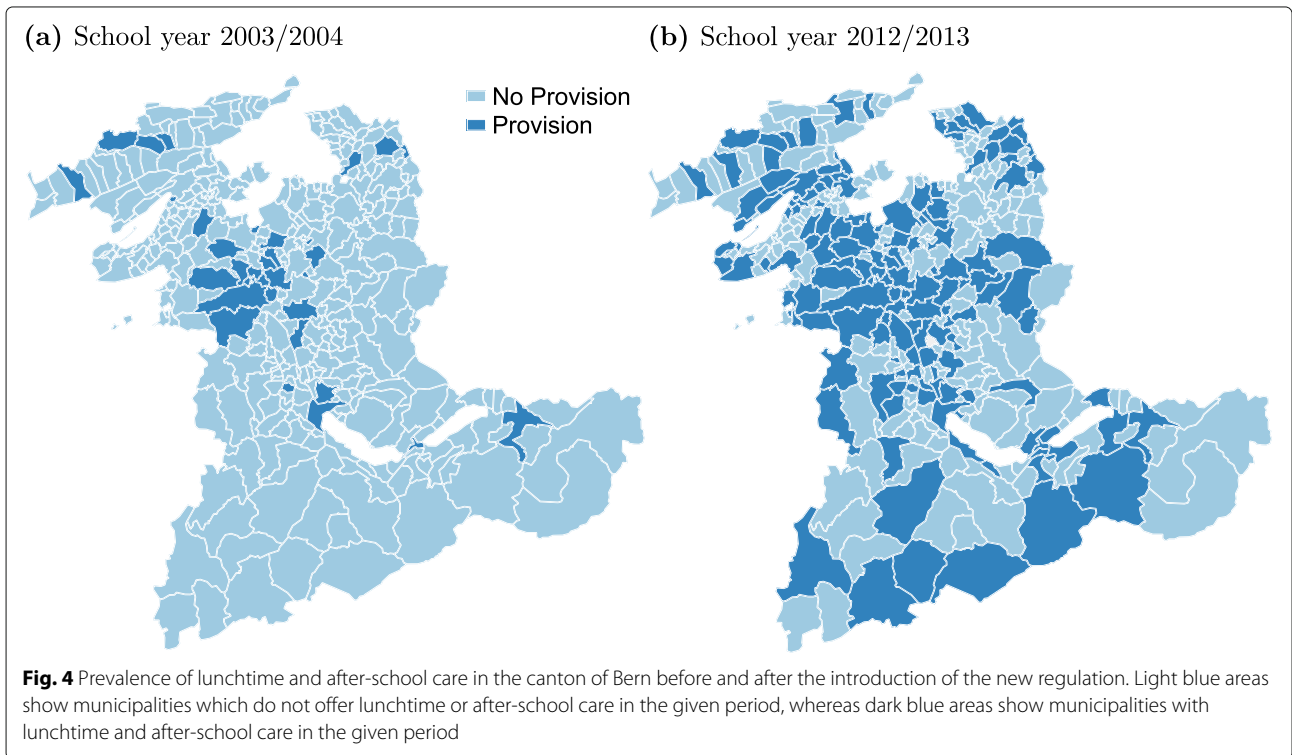 (a) School year 2003/2004
(b) School year 2012/2013
No Provision
Provision
Fig. 4 Prevalence of lunchtime and after-school care in the canton of Bern before and after the introduction of the new regulation. Light blue areas
show municipalities which do not offer lunchtime or after-school care in the given period, whereas dark blue areas show municipalities with
lunchtime and after-school care in the given period